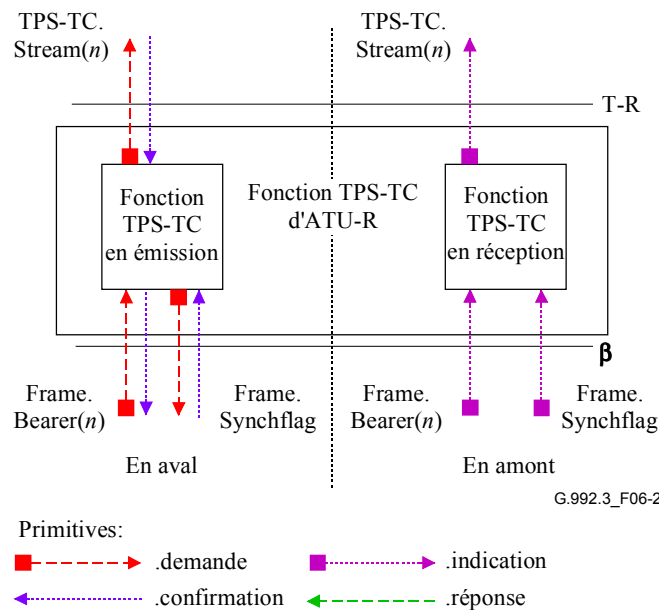 TPS-TC.
Stream(n)
TPS-TC.
Stream(n)
T-R
Fonction
TPS-TC
en émission
Fonction TPS-TC
d'ATU-R
Fonction
TPS-TC
en réception
β
Frame.
Bearer(n)
Frame.
Synchflag
Frame.
Bearer(n)
Frame.
Synchflag
En aval
En amont
G.992.3_F06-2
Primitives:
.demande
.indication
.confirmation
.réponse